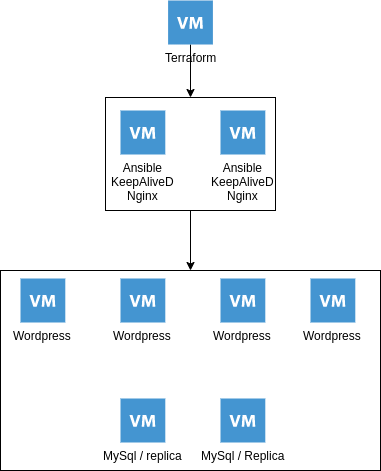 VM
Terraform
VM VM
Ansible Ansible
KeepAliveD KeepAliveD
Nginx Nginx
VM VM VM VM
Wordpress Wordpress Wordpress Wordpress
VM VM
MySql / replica MySql / Replica